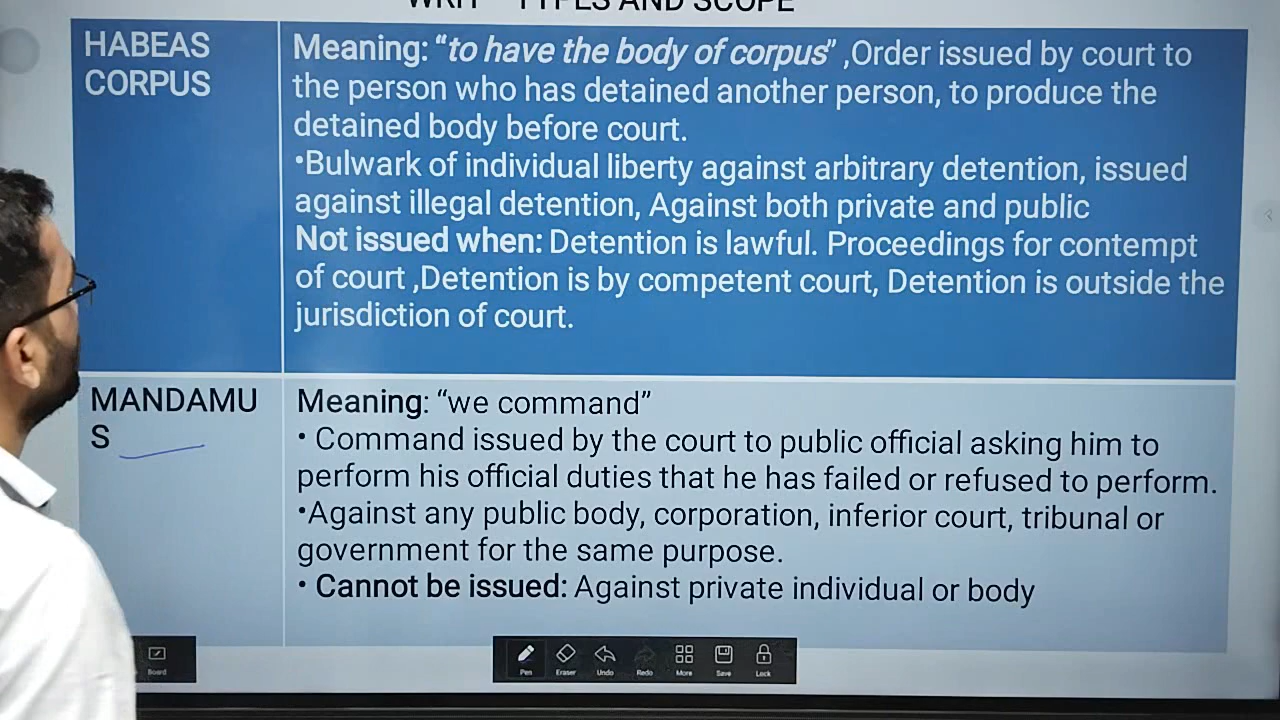 WRIT - TYPES AND SCOPE
HABEAS
CORPUS
Meaning: “to have the body of corpus” ,Order issued by court to
the person who has detained another person, to produce the
detained body before court.
•Bulwark of individual liberty against arbitrary detention, issued
against illegal detention, Against both private and public
Not issued when: Detention is lawful. Proceedings for contempt
of court ,Detention is by competent court, Detention is outside the
jurisdiction of court.
MANDAMU
S
Meaning: “we command”
• Command issued by the court to public official asking him to
perform his official duties that he has failed or refused to perform.
•Against any public body, corporation, inferior court, tribunal or
government for the same purpose.
• Cannot be issued: Against private individual or body
Board
Pen Eraser Undo Redo More Save Lock